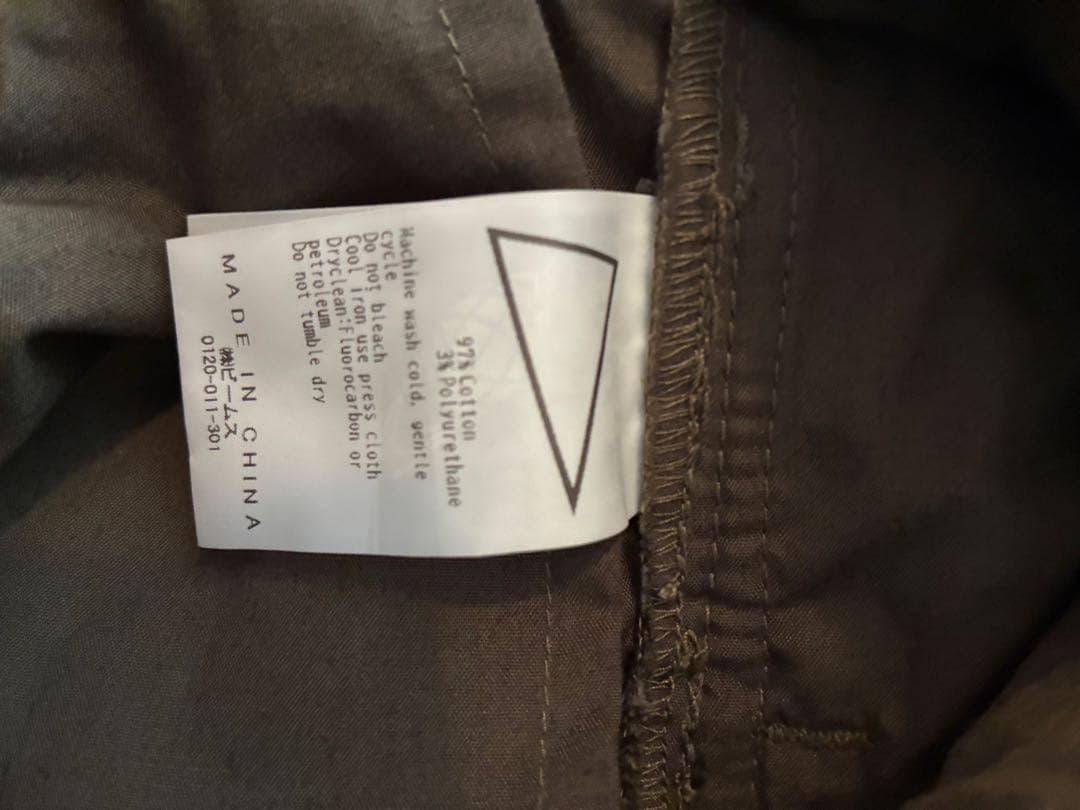 97% Cotton
3% Polyurethane
Machine wash cold, gentle
cycle
Do not bleach
Cool iron use press cloth
Dryclean:Fluorocarbon or
petroleum
Do not tumble dry
MADE IN CHINA
㈱ビームス
0120-011-301